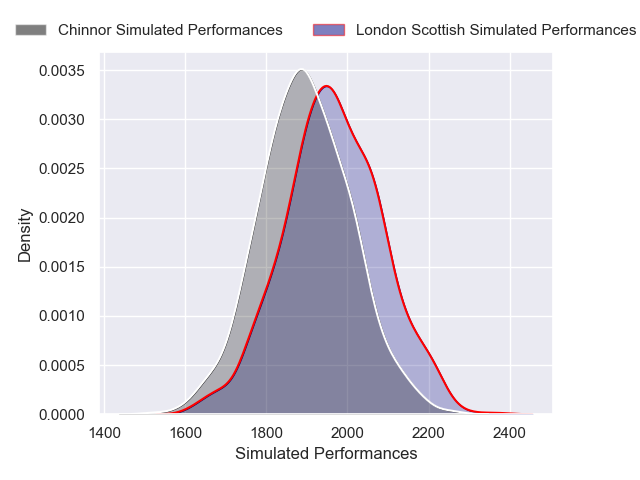 Chinnor Simulated Performances
London Scottish Simulated Performances
0.0035
0.0030
0.0025
0.0020
0.0015
0.0010
0.0005
0.0000
Density
1400 1600 1800 2000 2200 2400
Simulated Performances